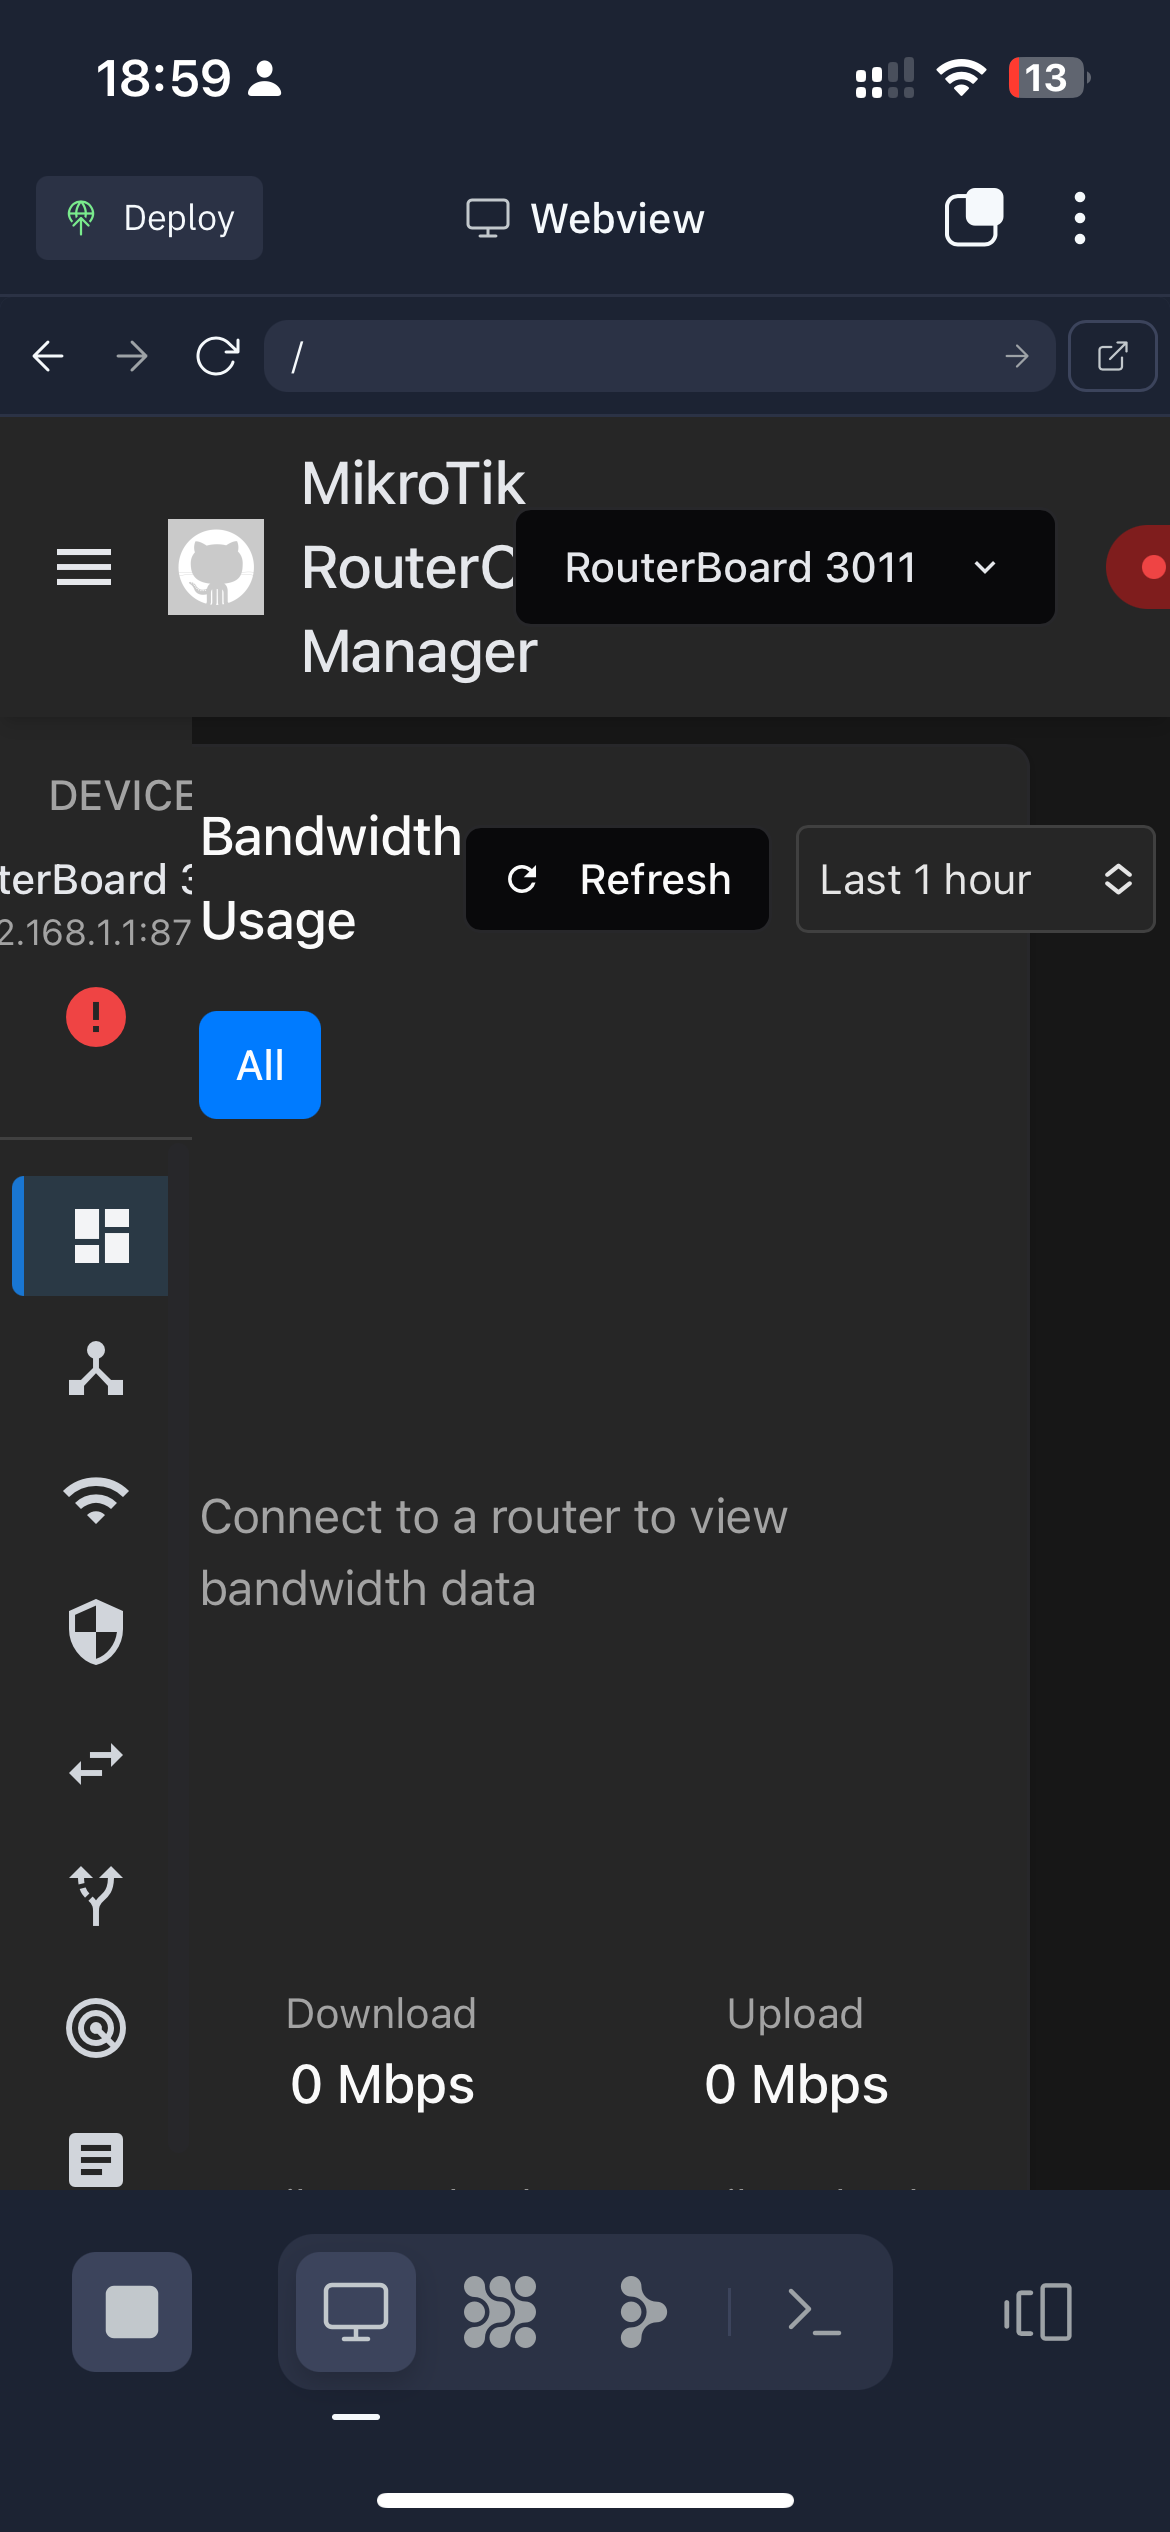 18:59
13
Deploy
Webview
/
MikroTik
RouterO
Manager
RouterBoard 3011
DEVICE
terBoard 3
2.168.1.1:87
Bandwidth
Usage
Refresh
Last 1 hour
All
Connect to a router to view
bandwidth data
Download
Upload
0 Mbps
0 Mbps